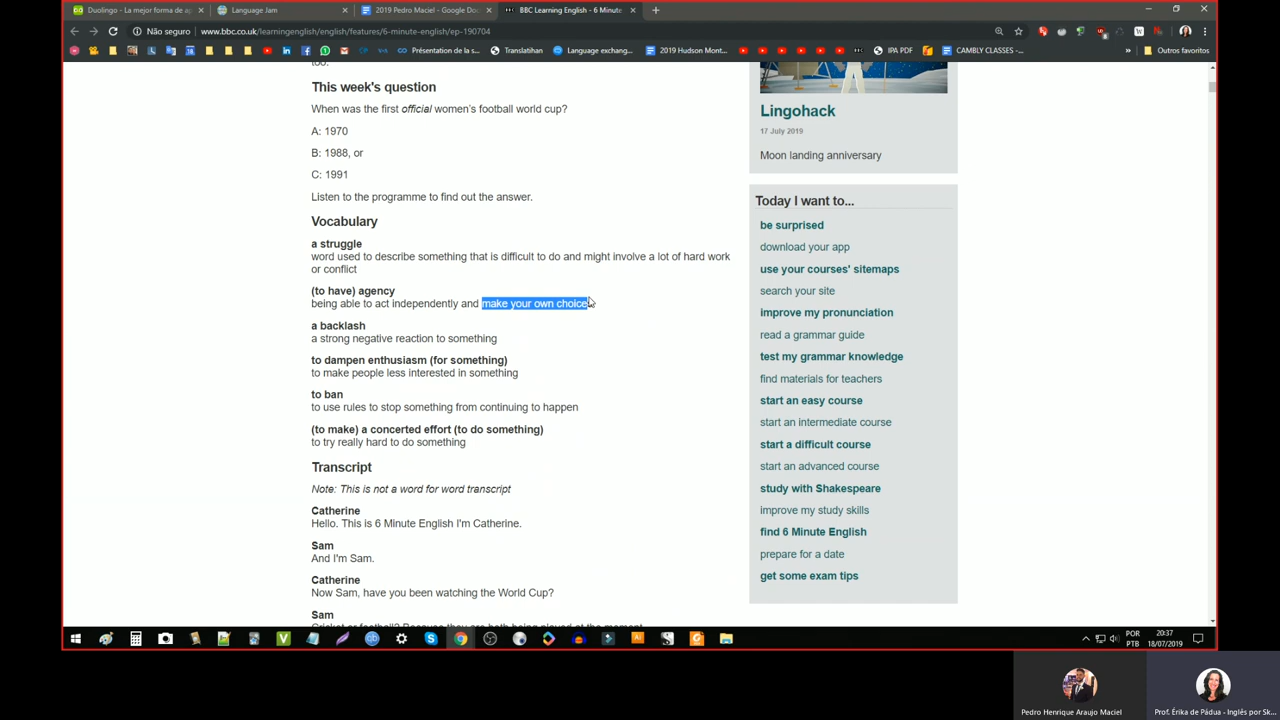 Duolingo - La mejor forma de ap
Language Jam
2019 Pedro Maciel - Google Doc
BBC Learning English - 6 Minute
Não seguro
www.bbc.co.uk/learningenglish/english/features/6-minute-english/ep-190704
Présentation de la s...
Translatihan
Language exchang...
2019 Hudson Mont...
IPA PDF
CAMBLY CLASSES -...
Outros favoritos
too.
This week's question
When was the first official women's football world cup?
A: 1970
B: 1988, or
C: 1991
Listen to the programme to find out the answer.
Vocabulary
a struggle
word used to describe something that is difficult to do and might involve a lot of hard work
or conflict
(to have) agency
being able to act independently and make your own choice
a backlash
a strong negative reaction to something
to dampen enthusiasm (for something)
to make people less interested in something
to ban
to use rules to stop something from continuing to happen
(to make) a concerted effort (to do something)
to try really hard to do something
Transcript
Note: This is not a word for word transcript
Catherine
Hello. This is 6 Minute English I'm Catherine.
Sam
And I'm Sam.
Catherine
Now Sam, have you been watching the World Cup?
Sam
Cricket or football? Because they are both being played at the moment.
Lingohack
17 July 2019
Moon landing anniversary
Today I want to...
be surprised
download your app
use your courses' sitemaps
search your site
improve my pronunciation
read a grammar guide
test my grammar knowledge
find materials for teachers
start an easy course
start an intermediate course
start a difficult course
start an advanced course
study with Shakespeare
improve my study skills
find 6 Minute English
prepare for a date
get some exam tips
POR
PTB
20:37
18/07/2019
Pedro Henrique Araujo Maciel
Prof. Érika de Pádua - Inglês por Sk...